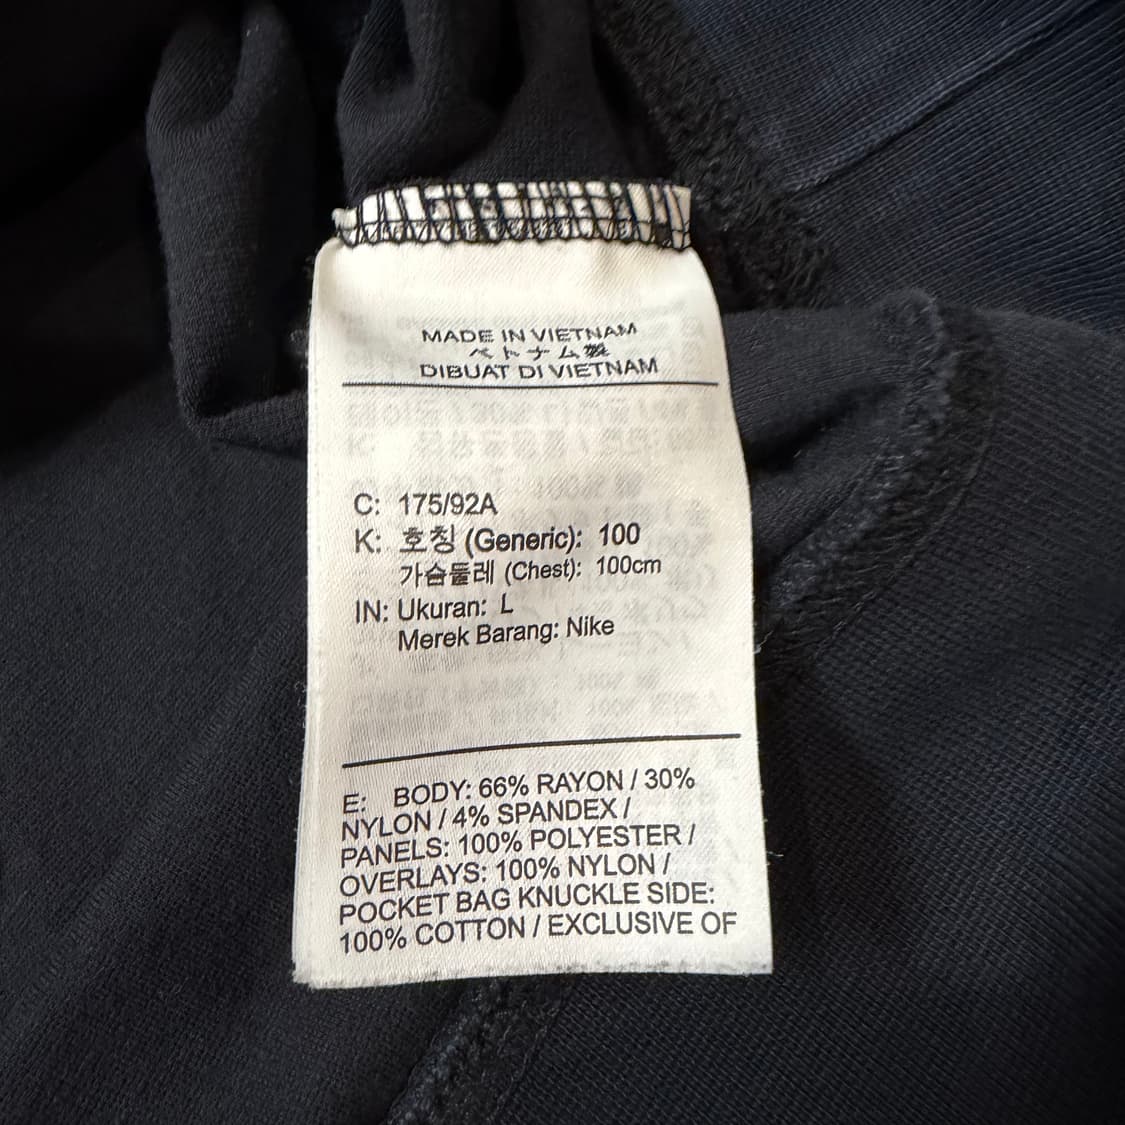 MADE IN VIETNAM
ベトナム製
DIBUAT DI VIETNAM
C: 175/92A
K: 호칭 (Generic): 100
가슴둘레 (Chest): 100cm
IN: Ukuran: L
Merek Barang: Nike
E: BODY: 66% RAYON / 30%
NYLON / 4% SPANDEX /
PANELS: 100% POLYESTER /
OVERLAYS: 100% NYLON /
POCKET BAG KNUCKLE SIDE:
100% COTTON / EXCLUSIVE OF